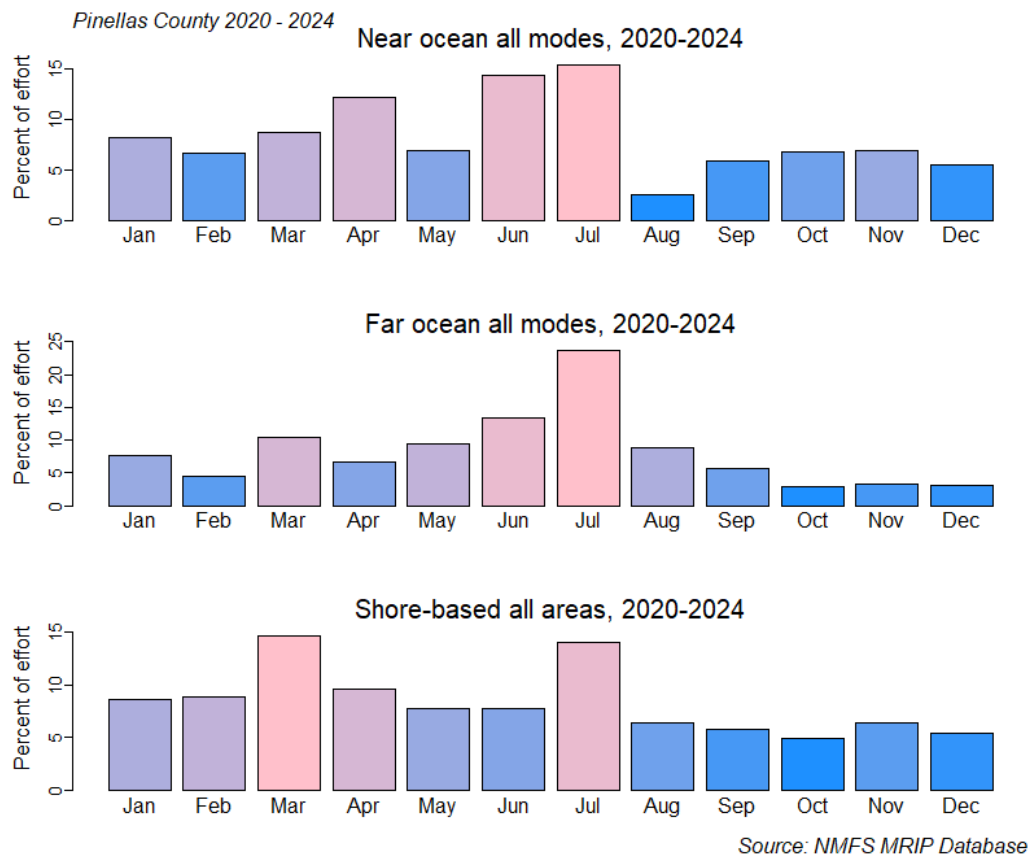 Pinellas County 2020 - 2024
Near ocean all modes, 2020-2024
Percent of effort
15
10
5
0
Jan Feb Mar Apr May Jun Jul Aug Sep Oct Nov Dec
Far ocean all modes, 2020-2024
Percent of effort
25
20
15
10
5
0
Jan Feb Mar Apr May Jun Jul Aug Sep Oct Nov Dec
Shore-based all areas, 2020-2024
Percent of effort
15
10
5
0
Jan Feb Mar Apr May Jun Jul Aug Sep Oct Nov Dec
Source: NMFS MRIP Database